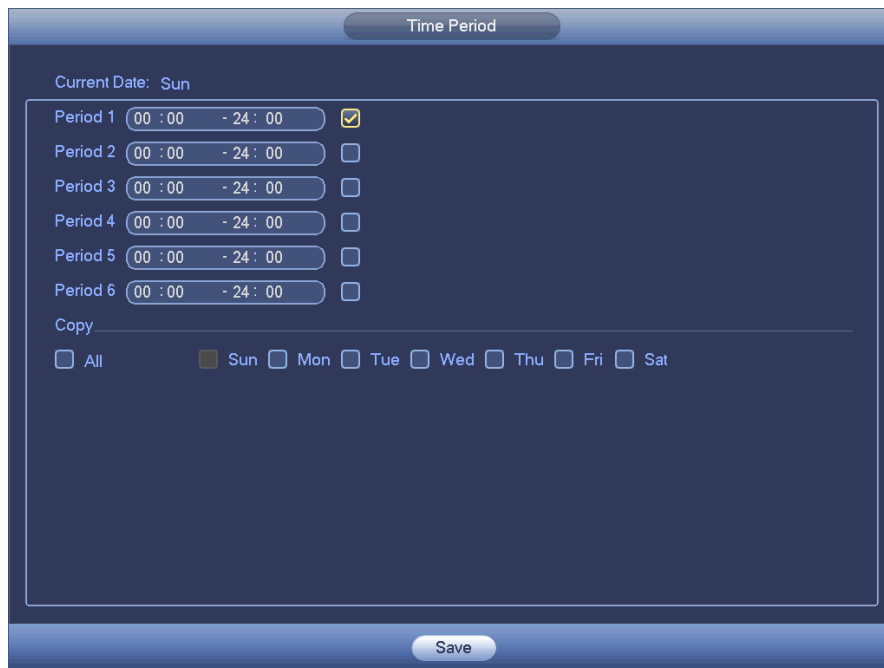 Time Period
Current Date: Sun
Period 1 00 :00 - 24 : 00
Period 2 00 :00 - 24 : 00
Period 3 00 :00 - 24 : 00
Period 4 00 :00 - 24 : 00
Period 5 00 :00 - 24 : 00
Period 6 00 :00 - 24 : 00
Copy
All Sun Mon Tue Wed Thu Fri Sat
Save